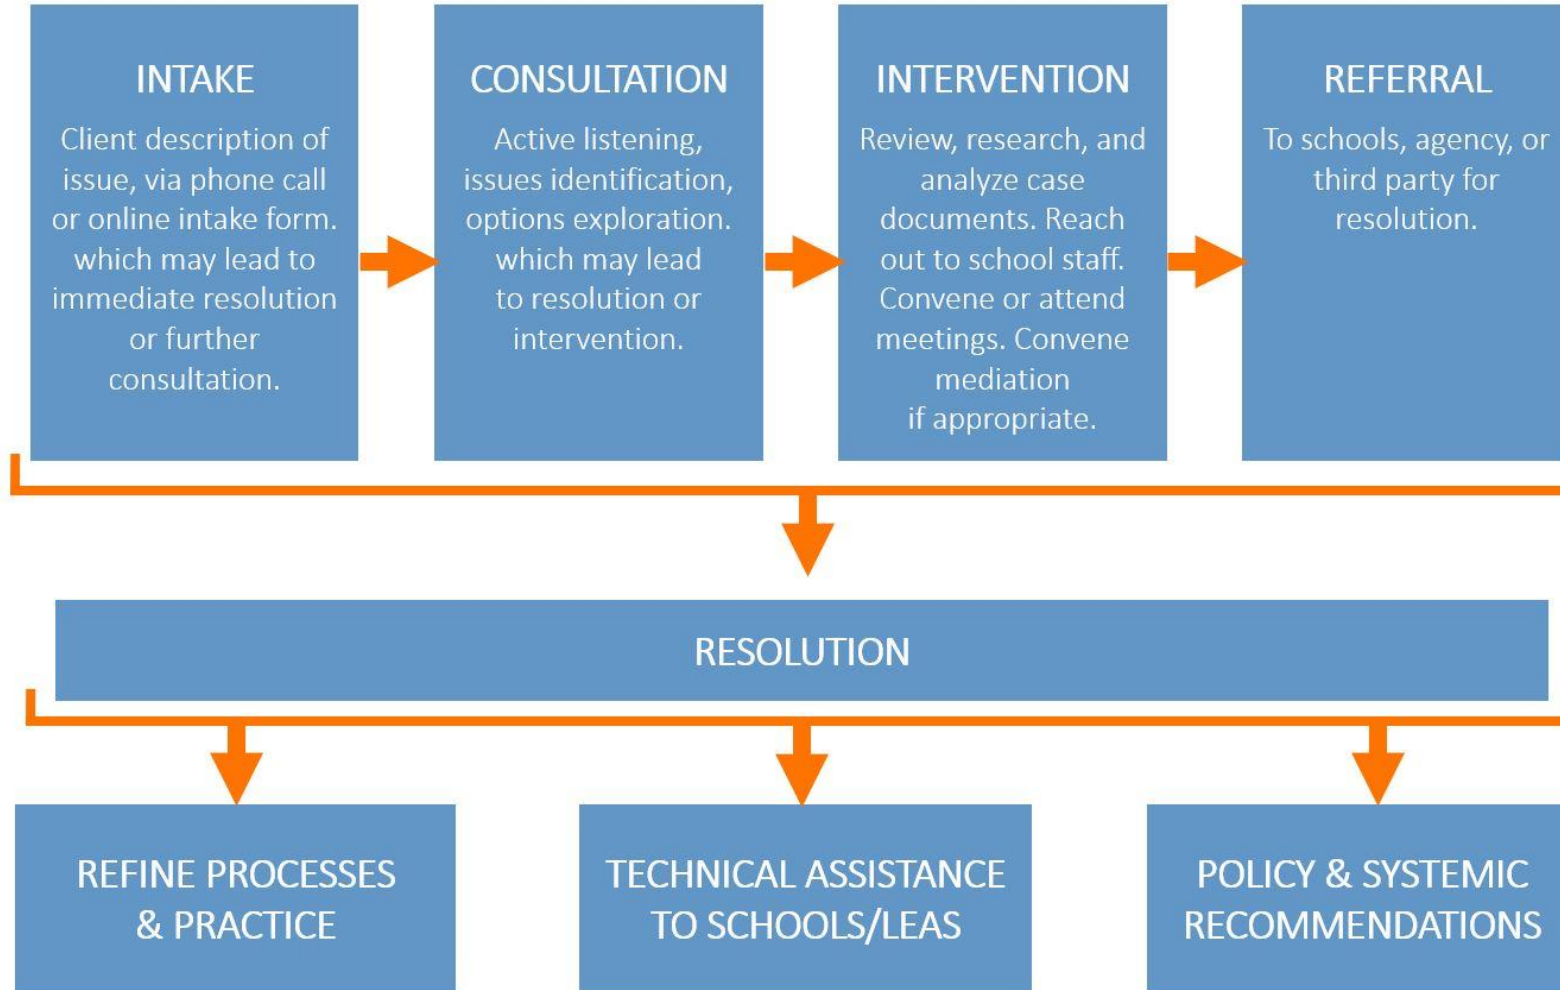 INTAKE
Client description of
issue, via phone call
or online intake form.
which may lead to
immediate resolution
or further
consultation.
CONSULTATION
Active listening,
issues identification,
options exploration.
which may lead
to resolution or
intervention.
INTERVENTION
Review, research, and
analyze case
documents. Reach
out to school staff.
Convene or attend
meetings. Convene
mediation
if appropriate.
REFERRAL
To schools, agency, or
third party for
resolution.
RESOLUTION
REFINE PROCESSES
& PRACTICE
TECHNICAL ASSISTANCE
TO SCHOOLS/LEAS
POLICY & SYSTEMIC
RECOMMENDATIONS